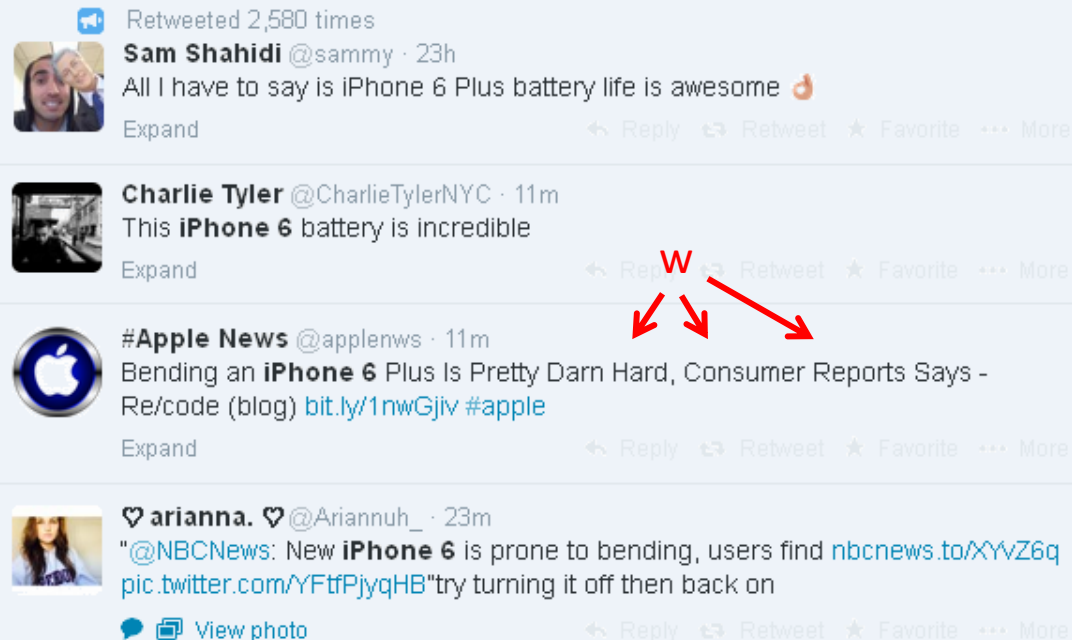 Retweeted 2,580 times
Sam Shahidi @sammy · 23h
All I have to say is iPhone 6 Plus battery life is awesome 👌
Expand Reply Retweet Favorite ••• More
Charlie Tyler @CharlieTylerNYC · 11m
This iPhone 6 battery is incredible
W
Expand Reply Retweet Favorite ••• More
#Apple News @applenws · 11m
Bending an iPhone 6 Plus Is Pretty Darn Hard, Consumer Reports Says -
Re/code (blog) bit.ly/1nwGjiv #apple
Expand Reply Retweet Favorite ••• More
♡ arianna. ♡ @Ariannuh_ · 23m
"@NBCNews: New iPhone 6 is prone to bending, users find nbcnews.to/XYvZ6q
pic.twitter.com/YFtfPjyqHB"try turning it off then back on
View photo Reply Retweet Favorite ••• More